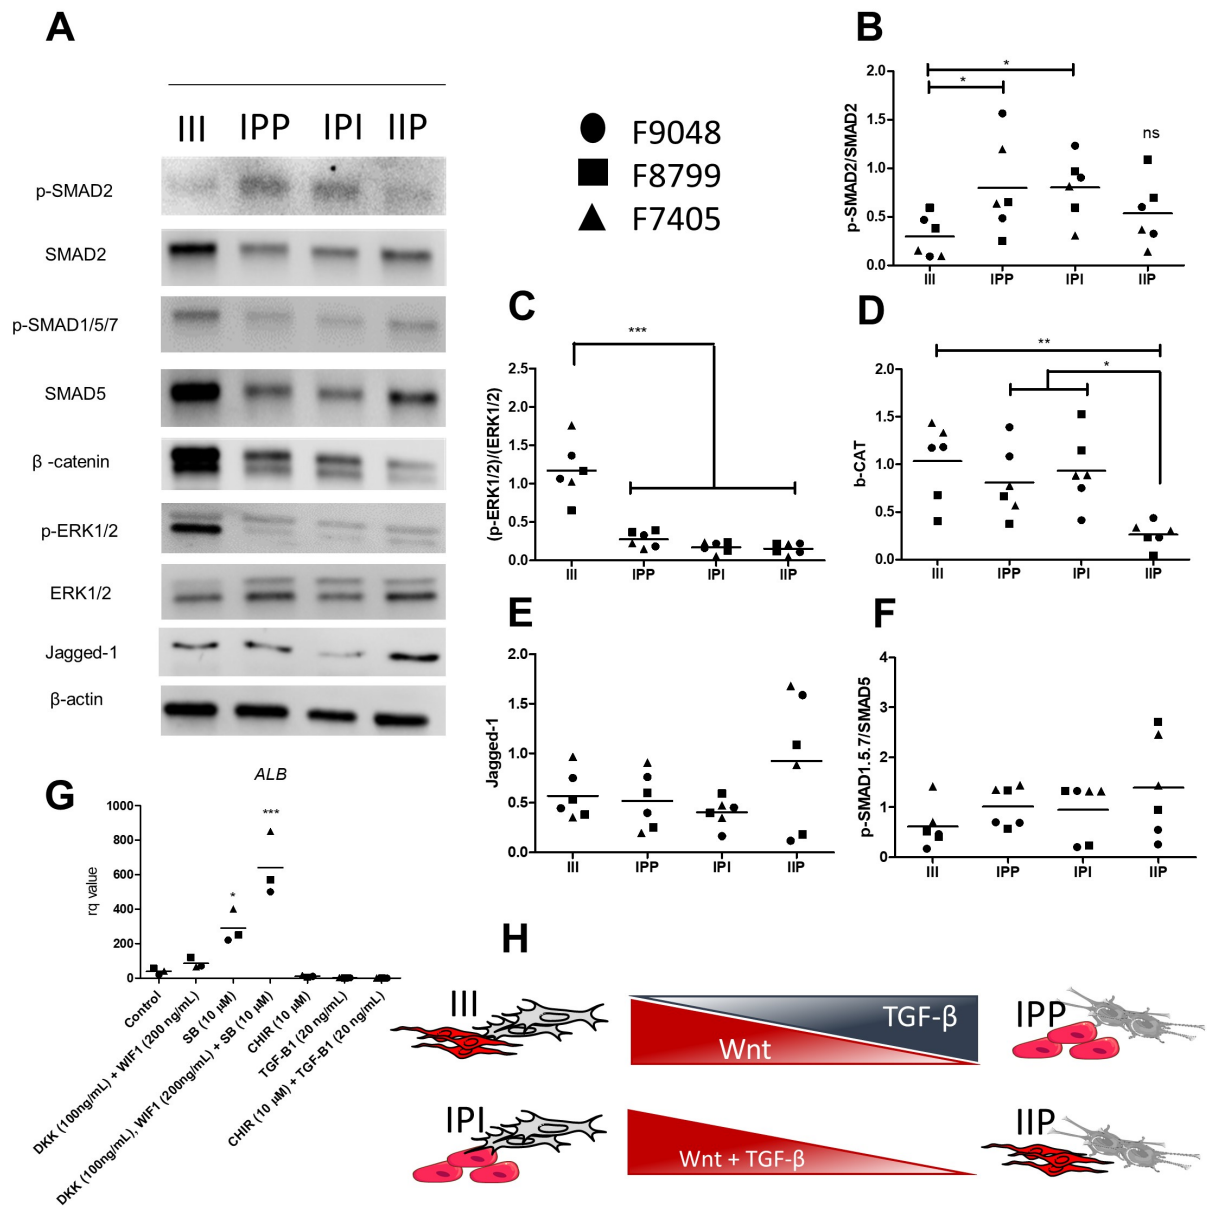 A
III IPP IPI IIP
p-SMAD2
SMAD2
p-SMAD1/5/7
SMAD5
β -catenin
p-ERK1/2
ERK1/2
Jagged-1
β-actin
F9048
F8799
F7405
B
p-SMAD2/SMAD2
2.0
1.5
1.0
0.5
0.0
*
*
ns
III IPP IPI IIP
C
(p-ERK1/2)/(ERK1/2)
2.5
2.0
1.5
1.0
0.5
0.0
***
III IPP IPI IIP
D
b-CAT
2.0
1.5
1.0
0.5
0.0
**
*
III IPP IPI IIP
E
Jagged-1
2.0
1.5
1.0
0.5
0.0
III IPP IPI IIP
F
p-SMAD1.5.7/SMAD5
4
3
2
1
0
III IPP IPI IIP
G
ALB
rq value
1000
800
600
400
200
0
*
***
Control
DKK (100ng/mL) + WIF1 (200 ng/mL)
SB (10 µM)
DKK (100ng/mL), WIF1 (200ng/mL) + SB (10 µM)
CHIR (10 µM)
TGF-B1 (20 ng/mL)
CHIR (10 µM) + TGF-B1 (20 ng/mL)
H
III
TGF-β
Wnt
IPP
IPI
Wnt + TGF-β
IIP